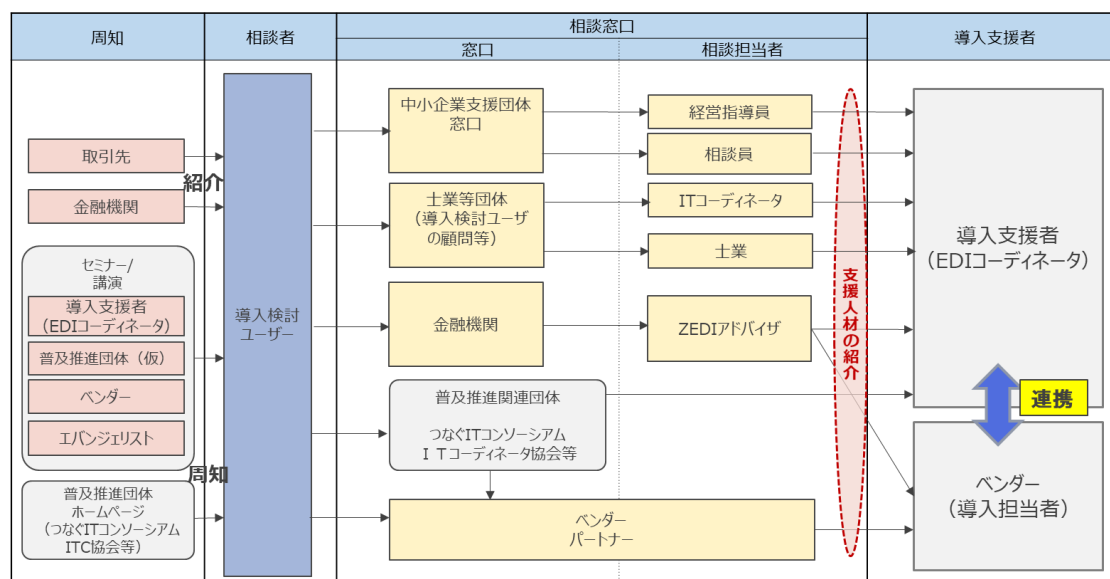 周知
相談者
相談窓口
窓口
相談担当者
導入支援者
取引先
金融機関
紹介
セミナー/
講演
導入支援者
(EDIコーディネータ)
普及推進団体(仮)
ベンダー
エバンジェリスト
周知
普及推進団体
ホームページ
(つなぐITコンソーシアム
ITC協会等)
導入検討
ユーザー
中小企業支援団体
窓口
士業等団体
(導入検討ユーザ
の顧問等)
金融機関
普及推進関連団体
つなぐITコンソーシアム
ITコーディネータ協会等
ベンダー
パートナー
経営指導員
相談員
ITコーディネータ
士業
ZEDIアドバイザ
支援人材の紹介
導入支援者
(EDIコーディネータ)
連携
ベンダー
(導入担当者)